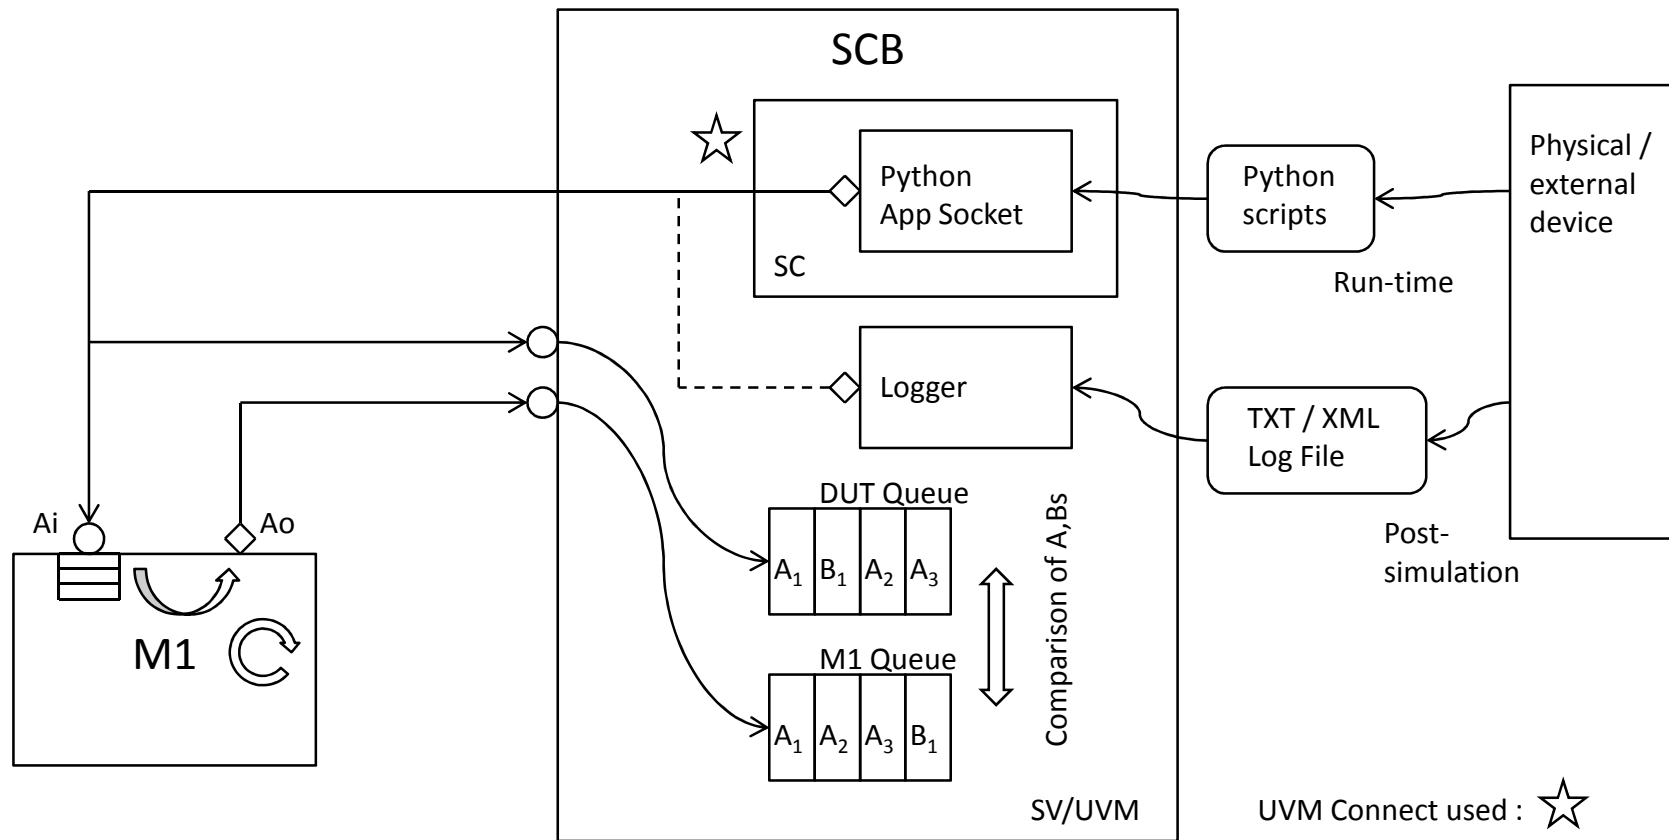 SCB
Python
App Socket
SC
Python
scripts
Physical /
external
device
Run-time
Logger
TXT / XML
Log File
Post-
simulation
DUT Queue
A₁ B₁ A₂ A₃
Comparison of A,Bs
M1 Queue
A₁ A₂ A₃ B₁
Ai
Ao
M1
SV/UVM
UVM Connect used :